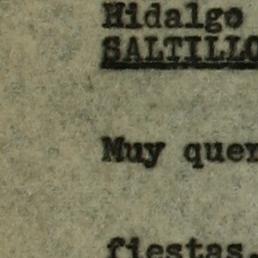 Hidalgo
SALTILLO
Muy quer
fiestas.